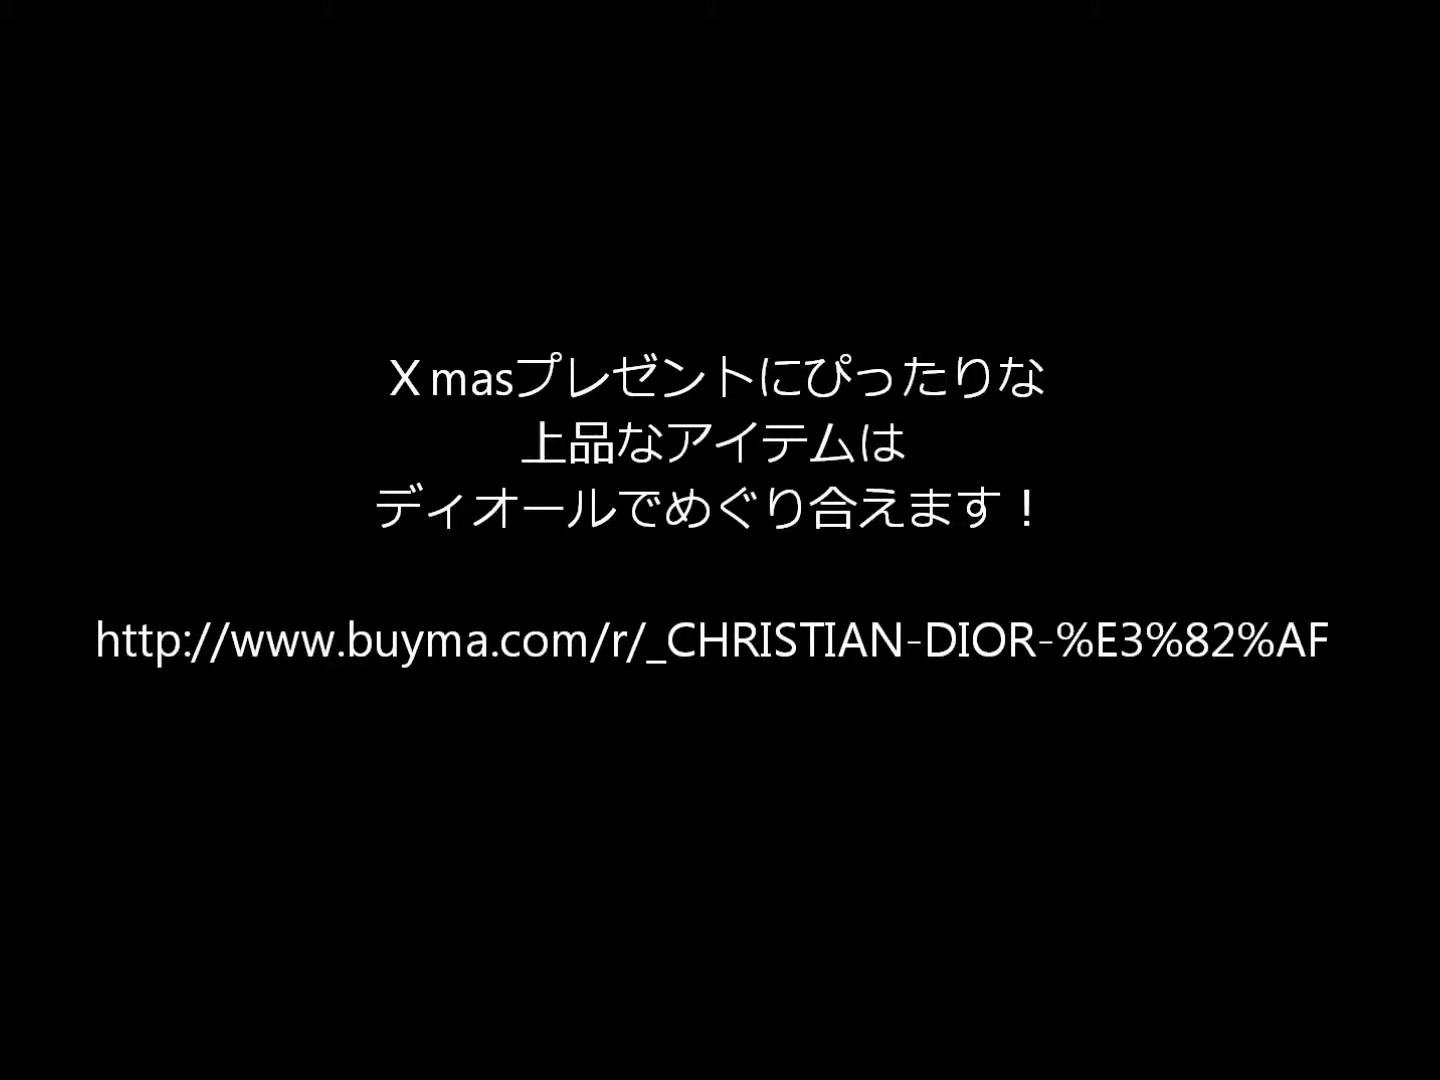 Ｘmasプレゼントにぴったりな
上品なアイテムは
ディオールでめぐり合えます！
http://www.buyma.com/r/_CHRISTIAN-DIOR-%E3%82%AF